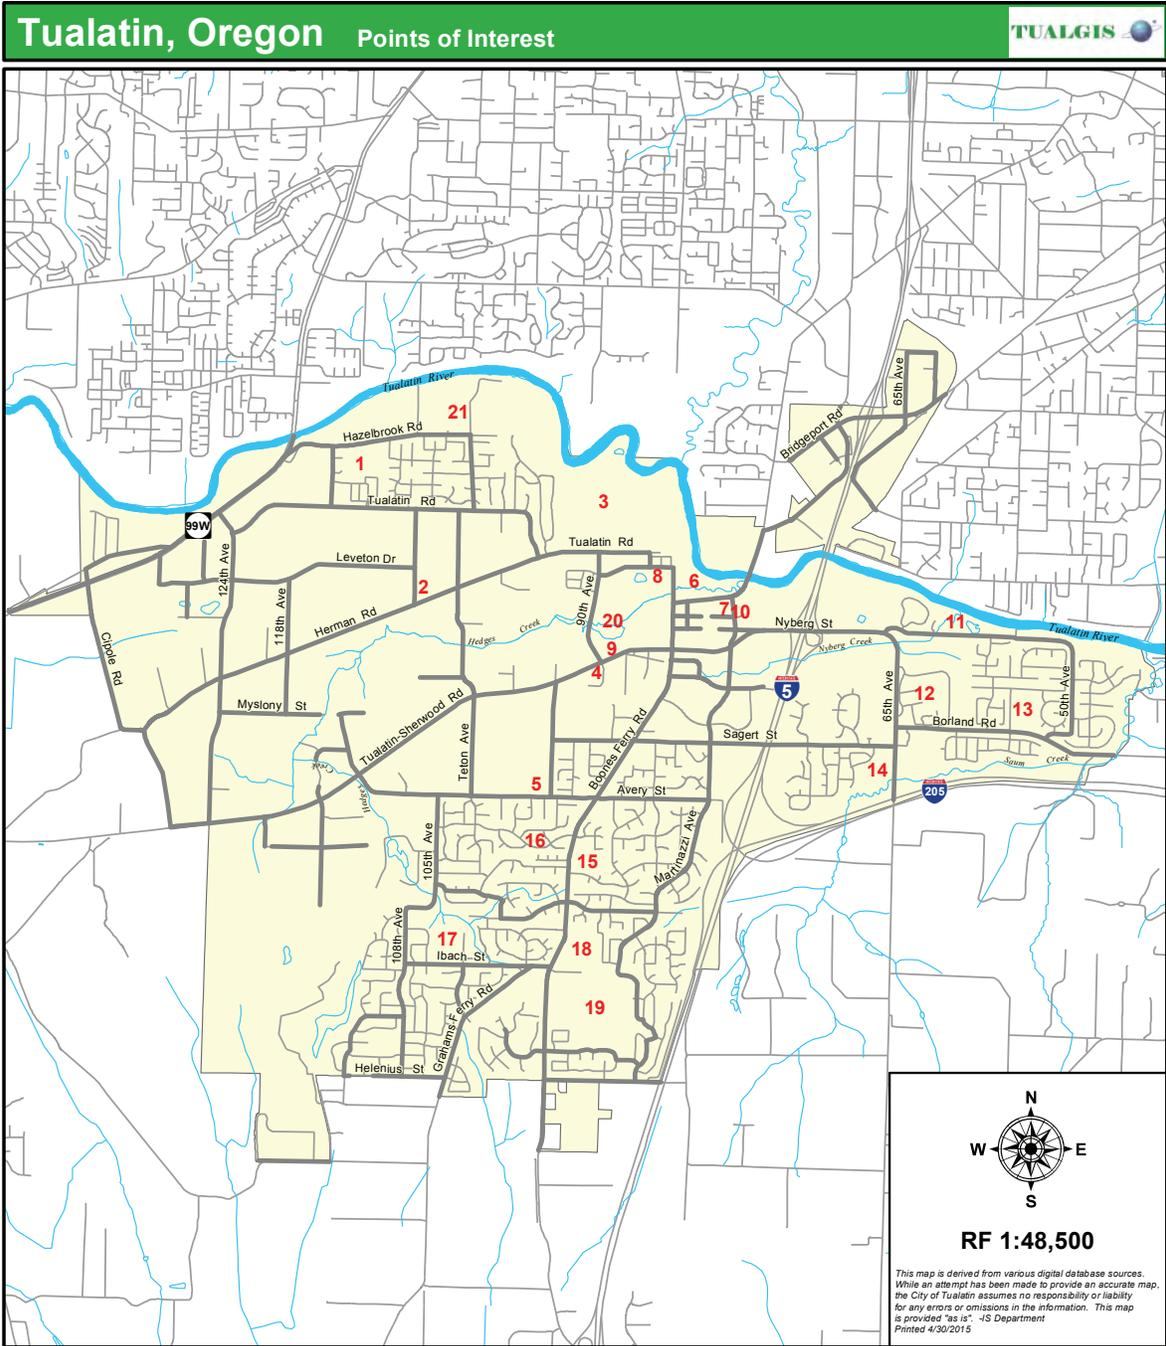 Tualatin, Oregon Points of Interest
TUALGIS
Tualatin River
65th Ave
21
Bridgeport Rd
Hazelbrook Rd
1
Tualatin Rd
3
99W
Tualatin Rd
124th Ave
Leveton Dr
2
8
6
90th Ave
118th Ave
Herman Rd
20
7
10
11
Nyberg St
Hedges Creek
Nyberg Creek
Tualatin River
Cipole Rd
9
4
INTERSTATE
5
65th Ave
12
50th Ave
13
Myslony St
Tualatin-Sherwood Rd
Boones Ferry Rd
Borland Rd
Sagert St
Teton Ave
Hedges Creek
Saum Creek
14
5
Avery St
INTERSTATE
205
16
15
105th Ave
Martinazzi Ave
108th Ave
17
18
Ibach St
19
Grahams Ferry Rd
Helenius St
N
W E
S
RF 1:48,500
This map is derived from various digital database sources.
While an attempt has been made to provide an accurate map,
the City of Tualatin assumes no responsibility or liability
for any errors or omissions in the information. This map
is provided "as is". -IS Department
Printed 4/30/2015